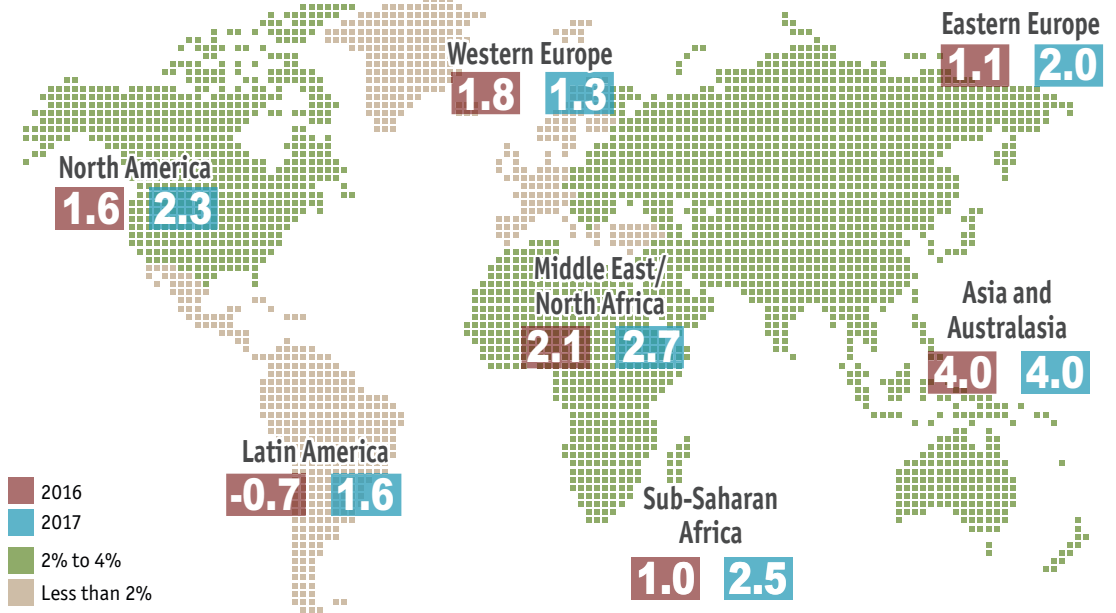 Eastern Europe
1.1 2.0
Western Europe
1.8 1.3
North America
1.6 2.3
Middle East/
North Africa
2.1 2.7
Asia and
Australasia
4.0 4.0
Latin America
-0.7 1.6
Sub-Saharan
Africa
1.0 2.5
2016
2017
2% to 4%
Less than 2%